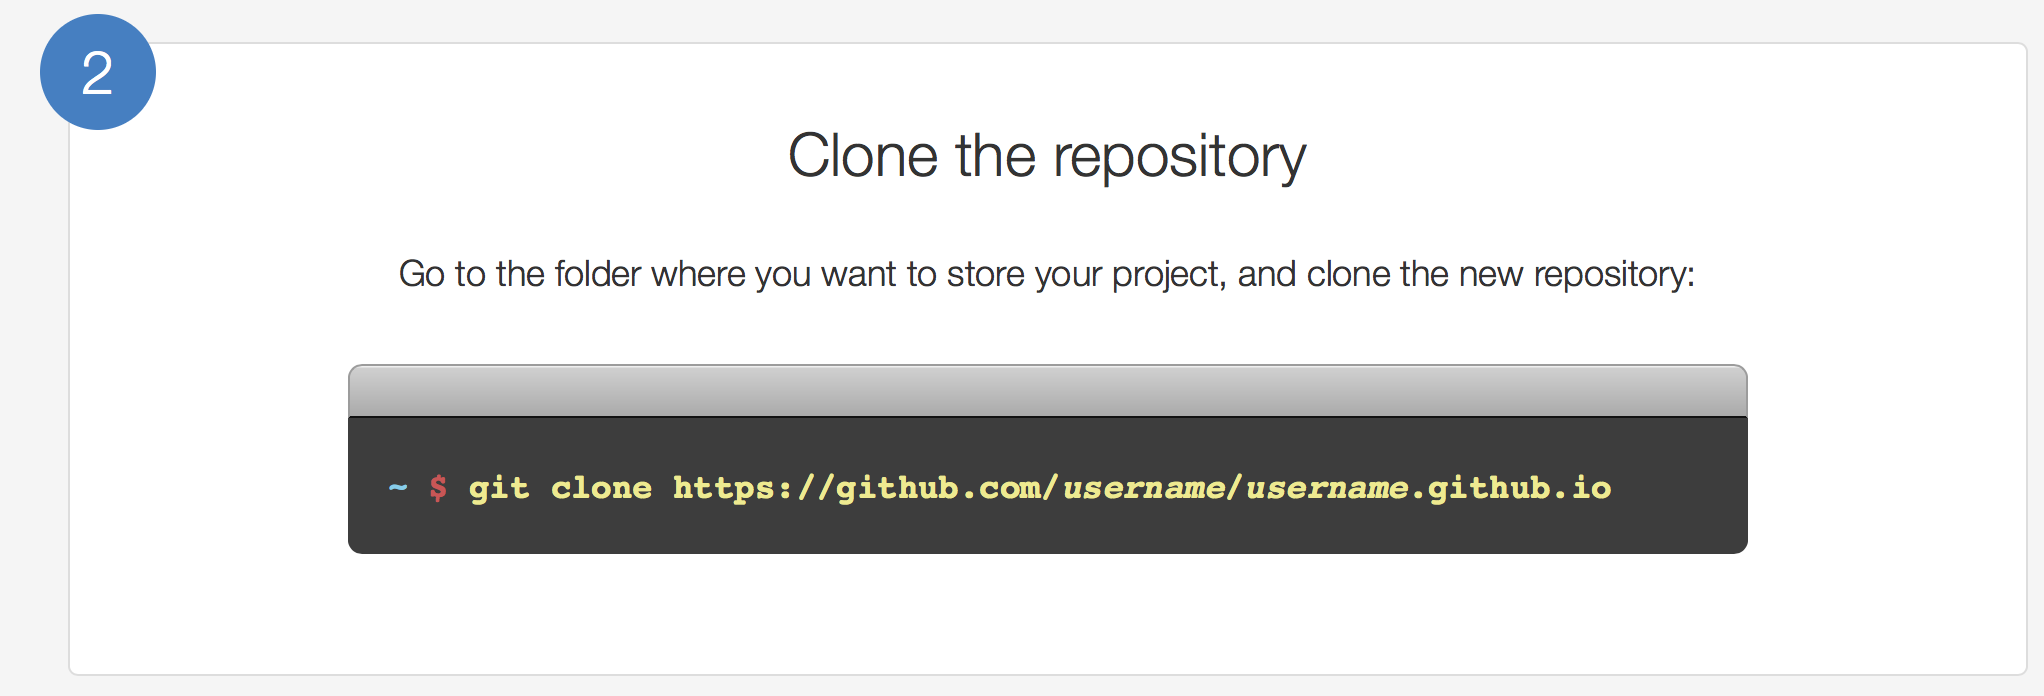 2
Clone the repository
Go to the folder where you want to store your project, and clone the new repository:
~ $ git clone https://github.com/username/username.github.io